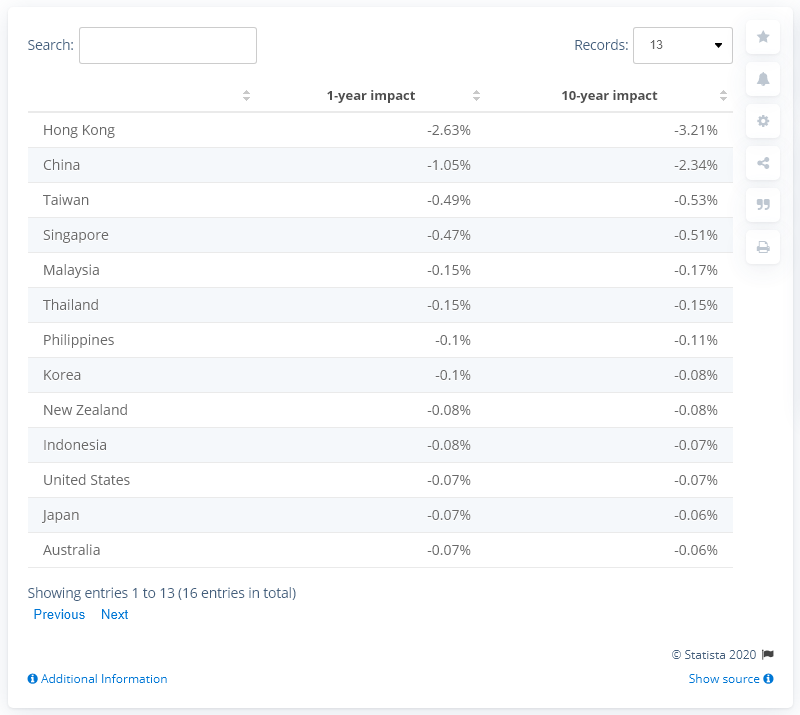 Search: Records: 13
1-year impact 10-year impact
Hong Kong -2.63% -3.21%
China -1.05% -2.34%
Taiwan -0.49% -0.53%
Singapore -0.47% -0.51%
Malaysia -0.15% -0.17%
Thailand -0.15% -0.15%
Philippines -0.1% -0.11%
Korea -0.1% -0.08%
New Zealand -0.08% -0.08%
Indonesia -0.08% -0.07%
United States -0.07% -0.07%
Japan -0.07% -0.06%
Australia -0.07% -0.06%
Showing entries 1 to 13 (16 entries in total)
Previous Next
© Statista 2020
Additional Information Show source